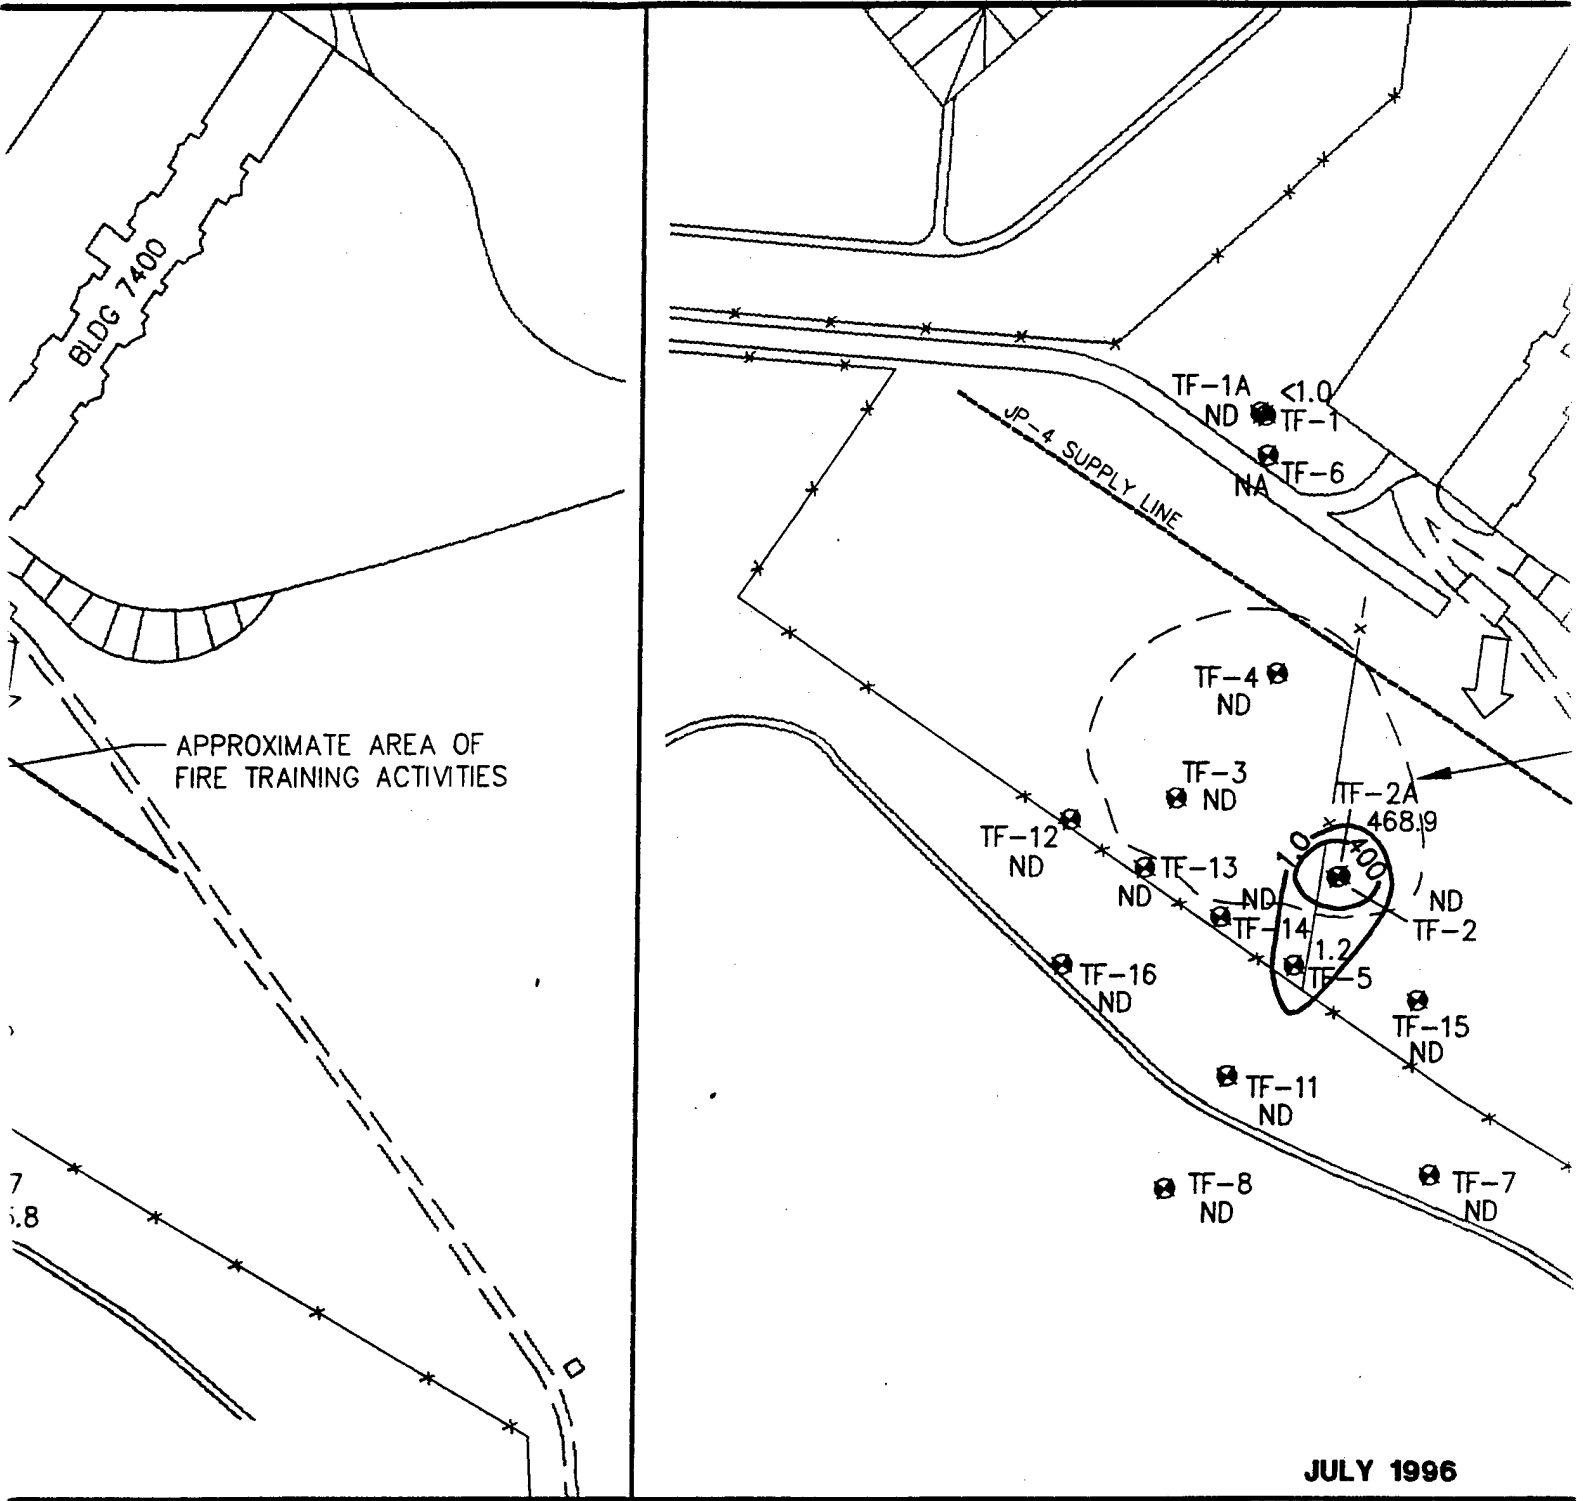 BLDG 7400
APPROXIMATE AREA OF
FIRE TRAINING ACTIVITIES
7
.8
JP-4 SUPPLY LINE
TF-1A
ND
<1.0
TF-1
TF-6
NA
TF-4
ND
TF-3
ND
TF-2A
468.9
1.0
400
TF-12
ND
TF-13
ND
ND
TF-14
ND
TF-2
1.2
TF-5
TF-16
ND
TF-15
ND
TF-11
ND
TF-8
ND
TF-7
ND
JULY 1996